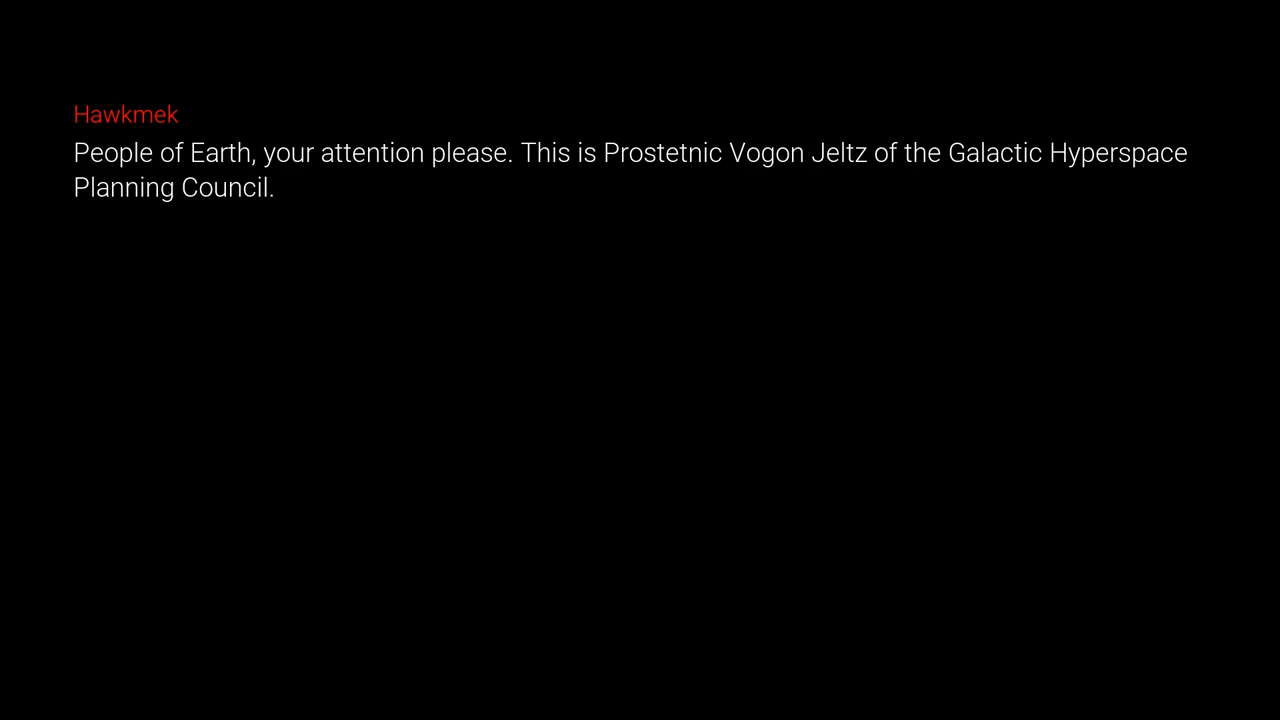 Hawkmek
People of Earth, your attention please. This is Prostetnic Vogon Jeltz of the Galactic Hyperspace
Planning Council.